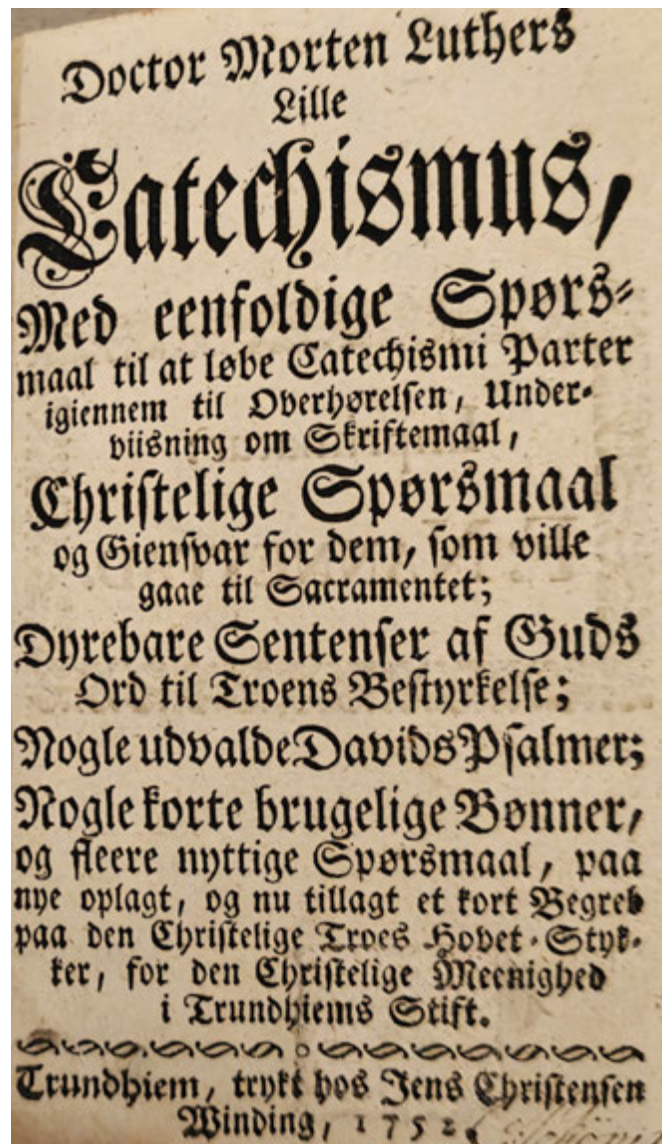 Doctor Morten Luthers
Lille
Catechismus,
Med eenfoldige Spørs-
maal til at løbe Catechismi Parter
igiennem til Overhørelsen, Under-
viisning om Skriftemaal,
Christelige Spørsmaal
og Giensvar for dem, som ville
gaae til Sacramentet;
Dyrebare Sentenser af Guds
Ord til Troens Bestyrkelse;
Nogle udvalde Davids Psalmer;
Nogle korte brugelige Bønner,
og fleere nyttige Spørsmaal, paa
nye oplagt, og nu tillagt et kort Begreb
paa den Christelige Troes Hovet-Styk-
ker, for den Christelige Meenighed
i Trundhiems Stift.
Trundhiem, trykt hos Jens Christensen
Winding, 1752.